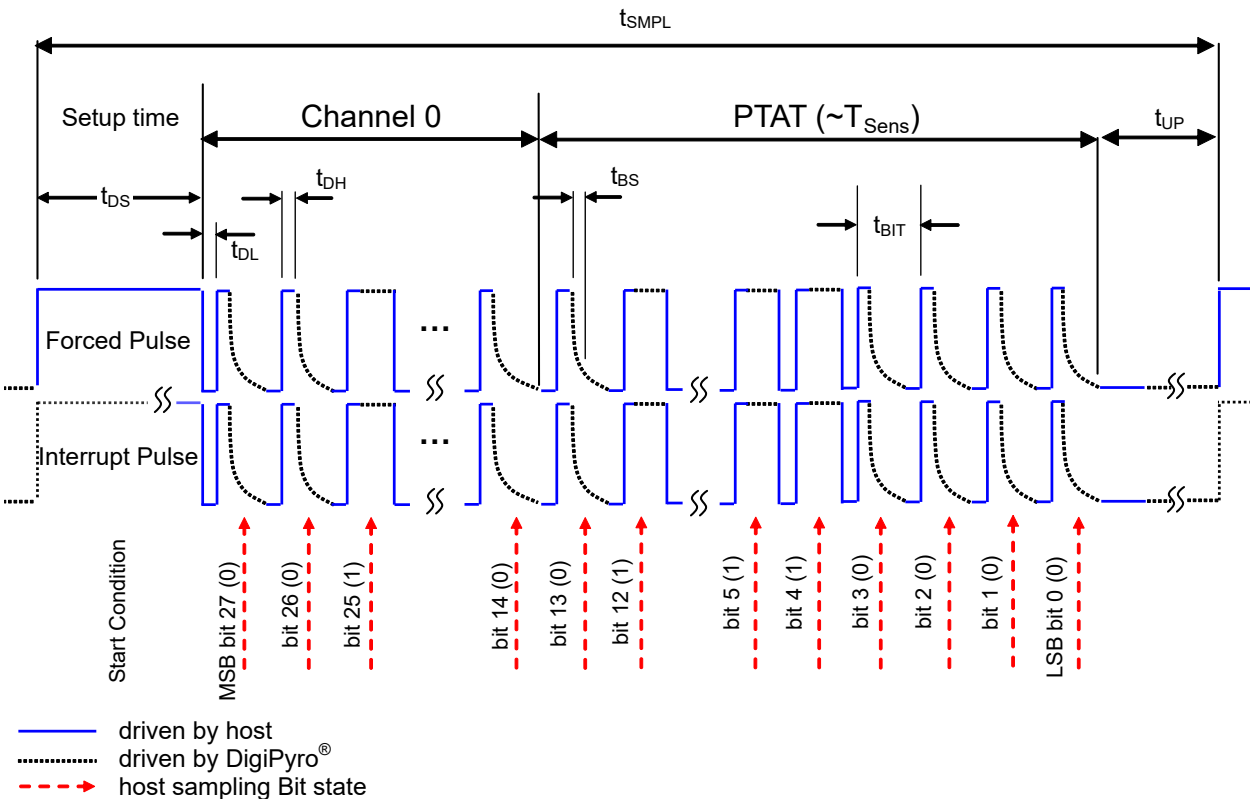 tSMPL
Setup time
Channel 0
PTAT (~TSens)
tUP
tDS
tDH
tBS
tBIT
tDL
Forced Pulse
...
Interrupt Pulse
...
Start Condition
MSB bit 27 (0)
bit 26 (0)
bit 25 (1)
bit 14 (0)
bit 13 (0)
bit 12 (1)
bit 5 (1)
bit 4 (1)
bit 3 (0)
bit 2 (0)
bit 1 (0)
LSB bit 0 (0)
driven by host
driven by DigiPyro®
host sampling Bit state